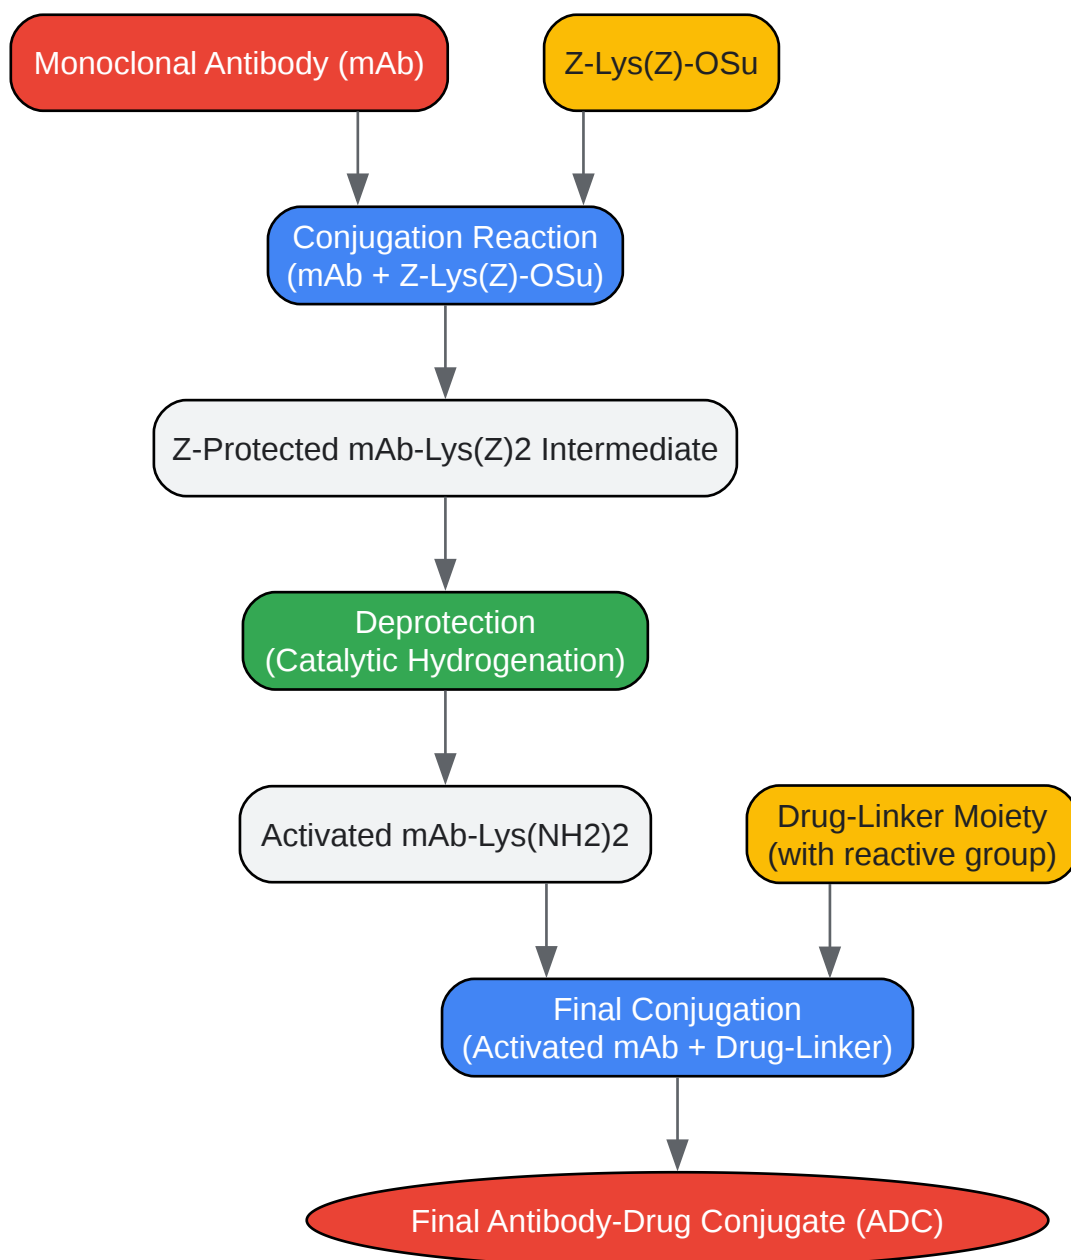 Monoclonal Antibody (mAb)
Z-Lys(Z)-OSu
Conjugation Reaction
(mAb + Z-Lys(Z)-OSu)
Z-Protected mAb-Lys(Z)2 Intermediate
Deprotection
(Catalytic Hydrogenation)
Activated mAb-Lys(NH2)2
Drug-Linker Moiety
(with reactive group)
Final Conjugation
(Activated mAb + Drug-Linker)
Final Antibody-Drug Conjugate (ADC)